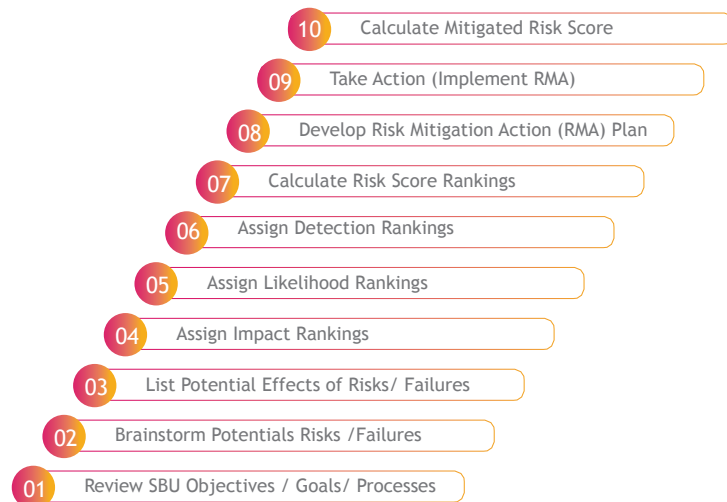 10 Calculate Mitigated Risk Score
09 Take Action (Implement RMA)
08 Develop Risk Mitigation Action (RMA) Plan
07 Calculate Risk Score Rankings
06 Assign Detection Rankings
05 Assign Likelihood Rankings
04 Assign Impact Rankings
03 List Potential Effects of Risks/ Failures
02 Brainstorm Potentials Risks /Failures
01 Review SBU Objectives / Goals/ Processes